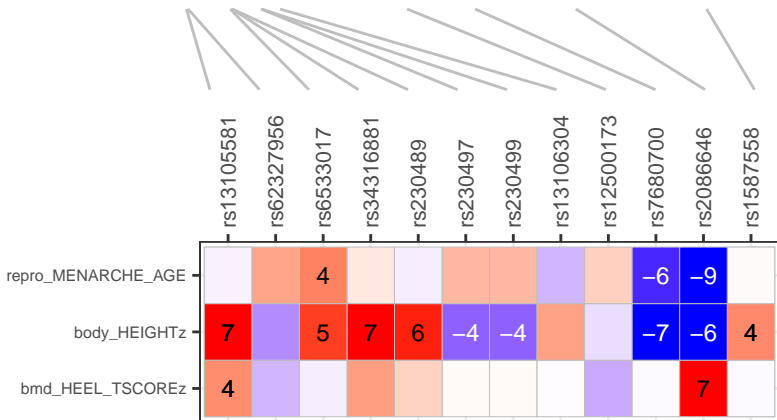 rs13105581 rs62327956 rs6533017 rs34316881 rs230489 rs230497 rs230499 rs13106304 rs12500173 rs7680700 rs2086646 rs1587558
repro_MENARCHE_AGE 4 −6 −9
body_HEIGHTz 7 5 7 6 −4 −4 −7 −6 4
bmd_HEEL_TSCOREz 4 7